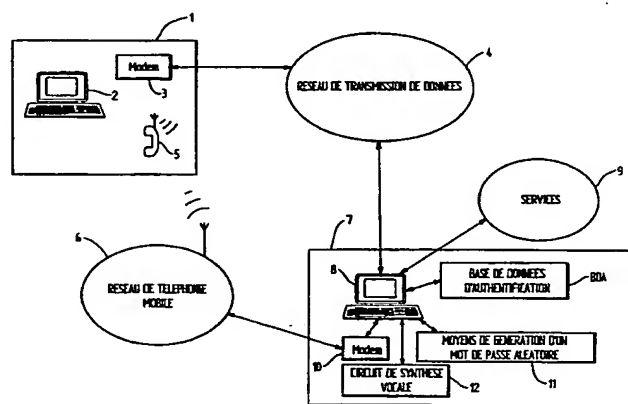 1
Modem
2
3
5
4
RESEAU DE TRANSMISSION DE DONNEES
6
RESEAU DE TELEPHONIE
MOBILE
9
SERVICES
7
8
BASE DE DONNEES
D'AUTHENTIFICATION
BDA
Modem
10
MOYENS DE GENERATION D'UN
MOT DE PASSE ALEATOIRE
11
CIRCUIT DE SYNTHESE
VOCALE
12